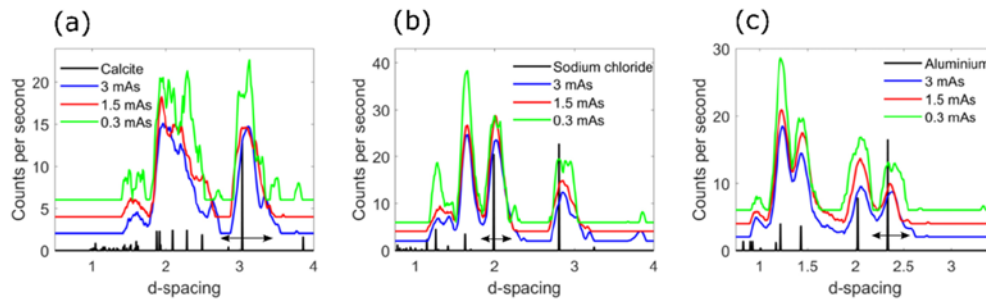 (a)
Counts per second
20
15
10
5
0
Calcite
3 mAs
1.5 mAs
0.3 mAs
1
2
3
4
d-spacing
(b)
Counts per second
40
30
20
10
0
Sodium chloride
3 mAs
1.5 mAs
0.3 mAs
1
2
3
4
d-spacing
(c)
Counts per second
30
20
10
0
Aluminium
3 mAs
1.5 mAs
0.3 mAs
1
1.5
2
2.5
3
d-spacing